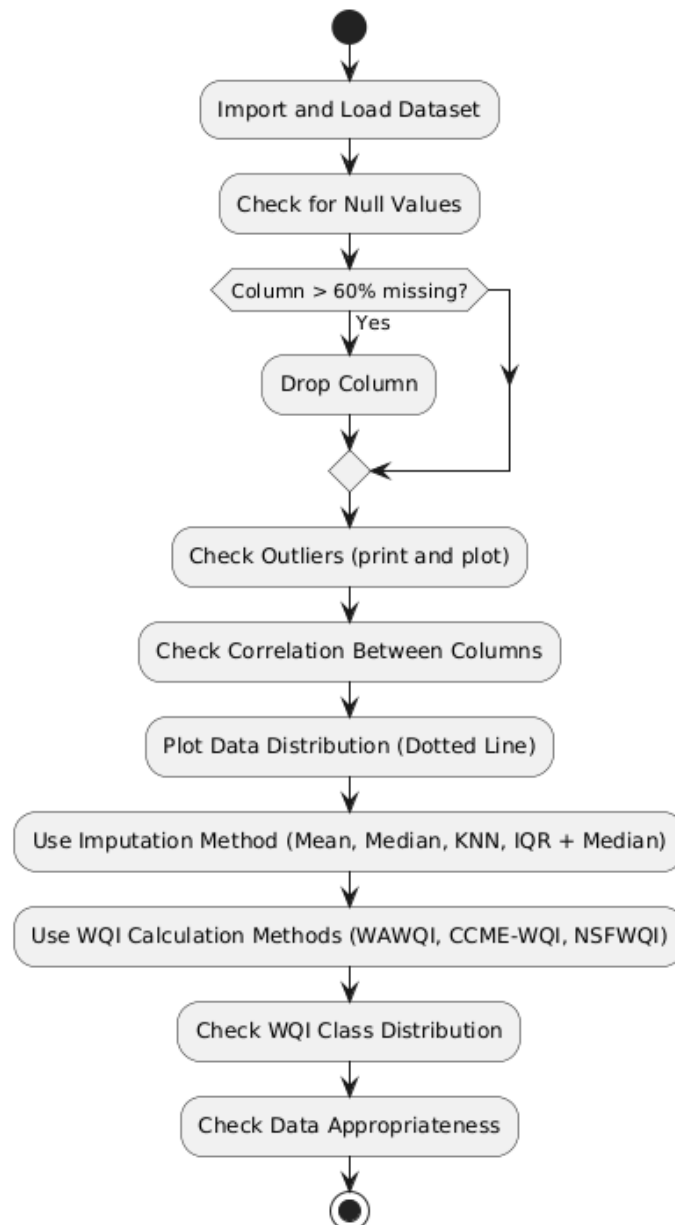 Import and Load Dataset
Check for Null Values
Column > 60% missing?
Yes
Drop Column
Check Outliers (print and plot)
Check Correlation Between Columns
Plot Data Distribution (Dotted Line)
Use Imputation Method (Mean, Median, KNN, IQR + Median)
Use WQI Calculation Methods (WAWQI, CCME-WQI, NSFWQI)
Check WQI Class Distribution
Check Data Appropriateness